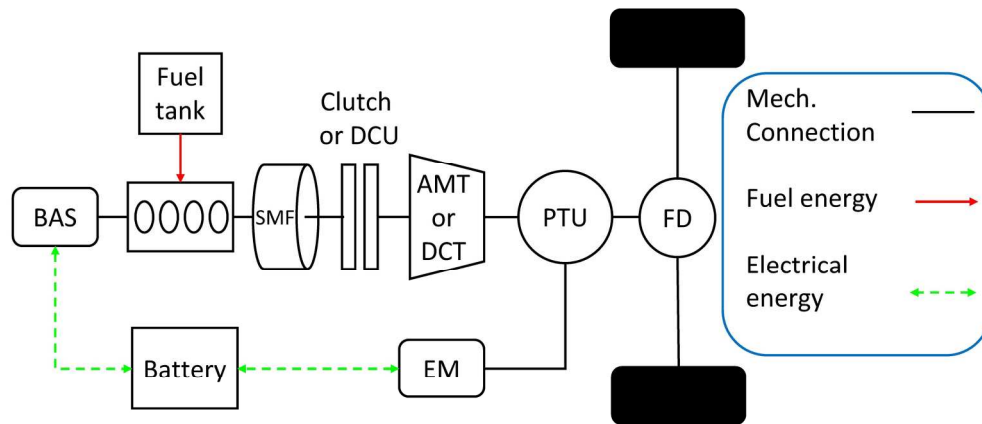 Fuel
tank
Clutch
or DCU
BAS
SMF
AMT
or
DCT
PTU
FD
Battery
EM
Mech.
Connection
Fuel energy
Electrical
energy